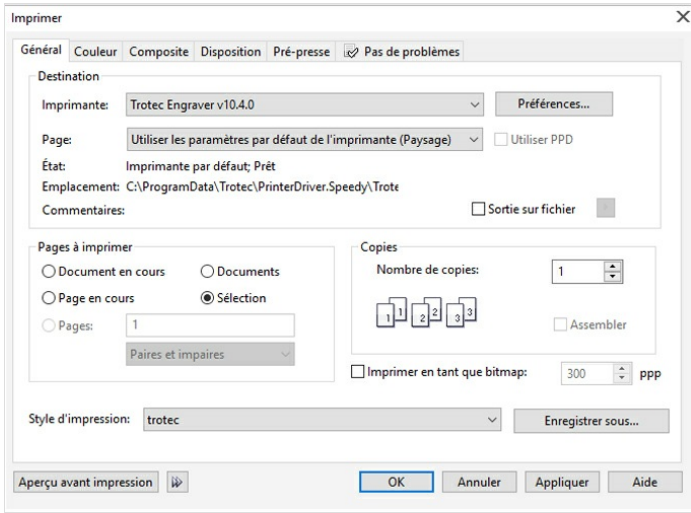 Imprimer
Général Couleur Composite Disposition Pré-presse Pas de problèmes
Destination
Imprimante: Trotec Engraver v10.4.0 Préférences...
Page: Utiliser les paramètres par défaut de l'imprimante (Paysage) Utiliser PPD
État: Imprimante par défaut; Prêt
Emplacement: C:\ProgramData\Trotec\PrinterDriver.Speedy\Trote
Commentaires: Sortie sur fichier
Pages à imprimer
Document en cours Documents
Page en cours Sélection
Pages: 1
Paires et impaires
Copies
Nombre de copies: 1
1 1 2 2 3 3
Assembler
Imprimer en tant que bitmap: 300 ppp
Style d'impression: trotec Enregistrer sous...
Aperçu avant impression OK Annuler Appliquer Aide